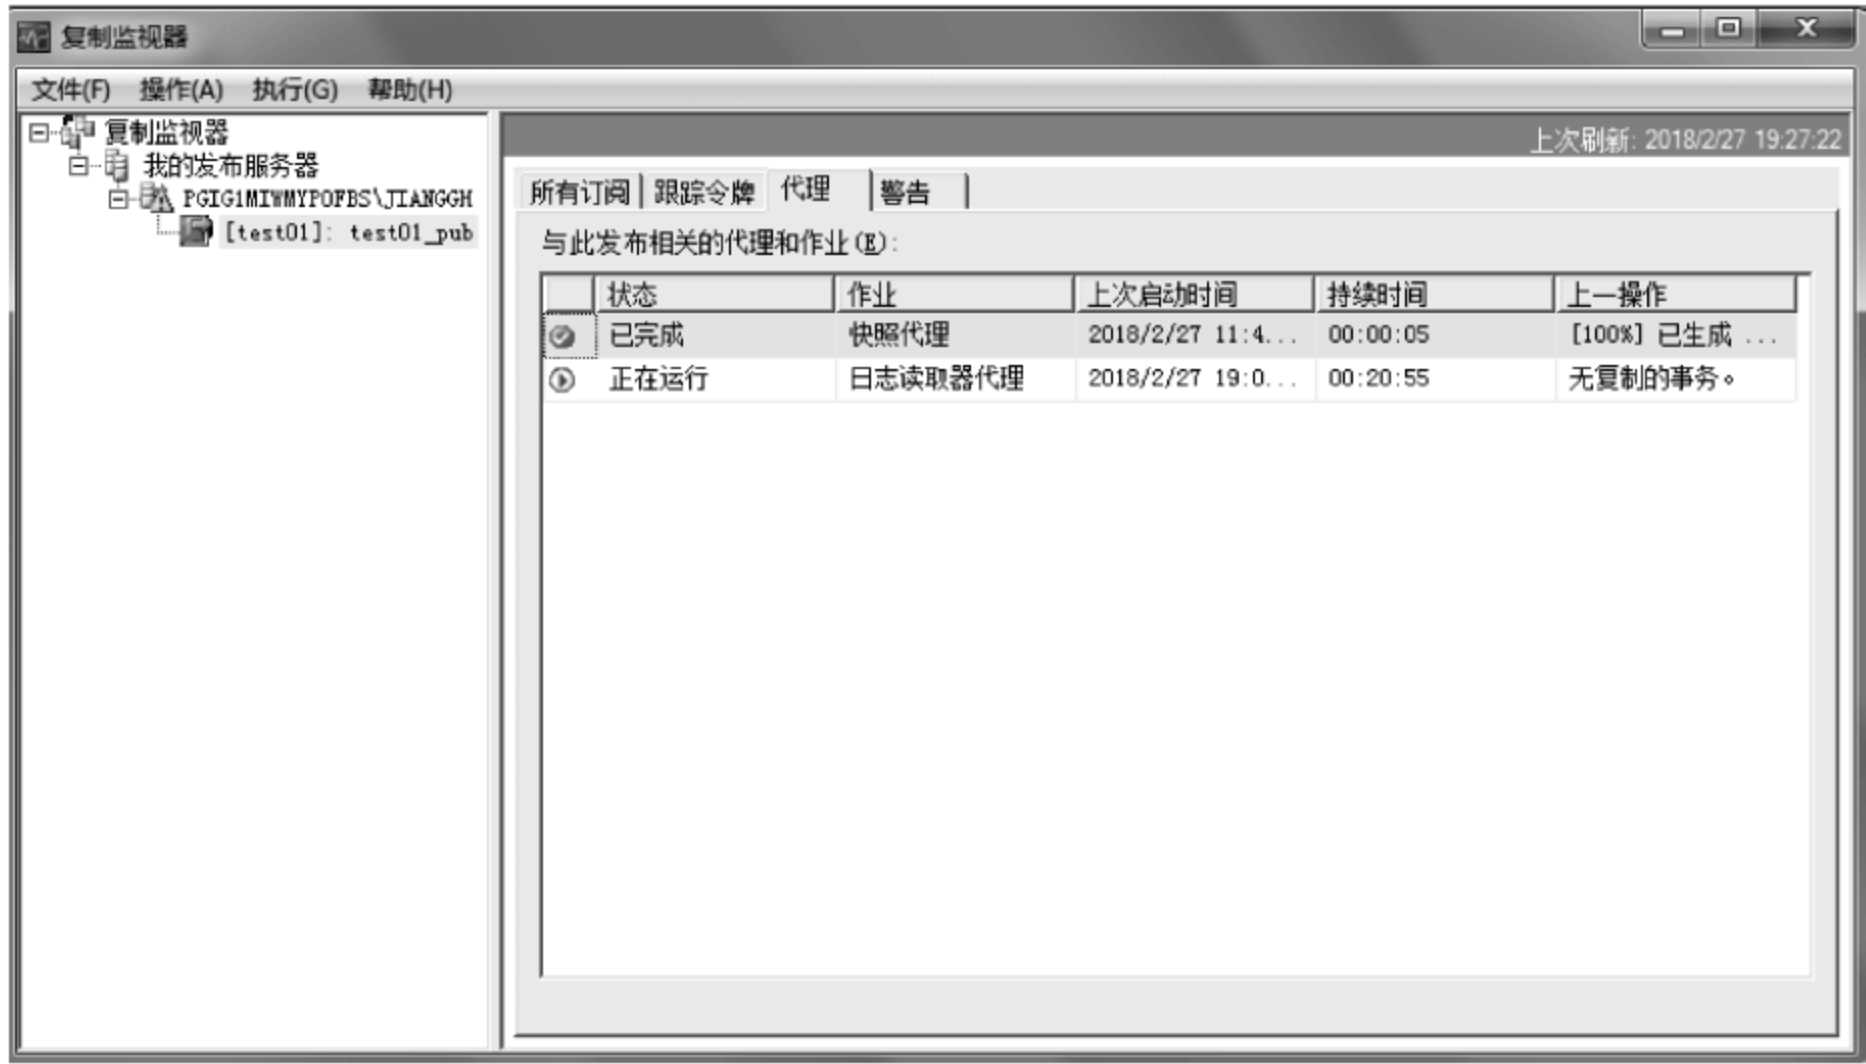 复制监视器
文件(F) 操作(A) 执行(G) 帮助(H)
复制监视器
我的发布服务器
PGIG1MIWMYPOFBS\JIANGGH
[test01]: test01_pub
上次刷新: 2018/2/27 19:27:22
所有订阅 跟踪令牌 代理 警告
与此发布相关的代理和作业(E):
状态 作业 上次启动时间 持续时间 上一操作
已完成 快照代理 2018/2/27 11:4... 00:00:05 [100%] 已生成 ...
正在运行 日志读取器代理 2018/2/27 19:0... 00:20:55 无复制的事务。